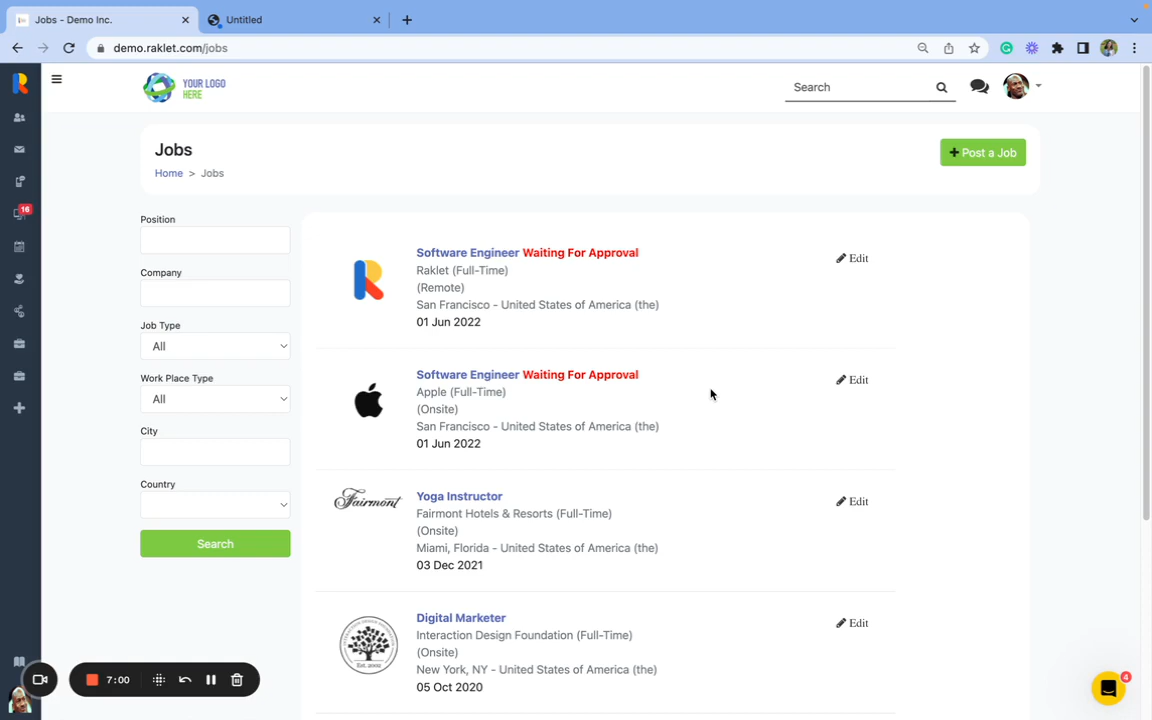 Jobs - Demo Inc.
Untitled
demo.raklet.com/jobs
YOUR LOGO
HERE
Search
Jobs
Home > Jobs
+ Post a Job
16
Position
Company
Job Type
All
Work Place Type
All
City
Country
Search
Software Engineer Waiting For Approval
Raklet (Full-Time)
(Remote)
San Francisco - United States of America (the)
01 Jun 2022
Edit
Software Engineer Waiting For Approval
Apple (Full-Time)
(Onsite)
San Francisco - United States of America (the)
01 Jun 2022
Edit
Fairmont
Yoga Instructor
Fairmont Hotels & Resorts (Full-Time)
(Onsite)
Miami, Florida - United States of America (the)
03 Dec 2021
Edit
Digital Marketer
Interaction Design Foundation (Full-Time)
(Onsite)
New York, NY - United States of America (the)
05 Oct 2020
Edit
7:00
4